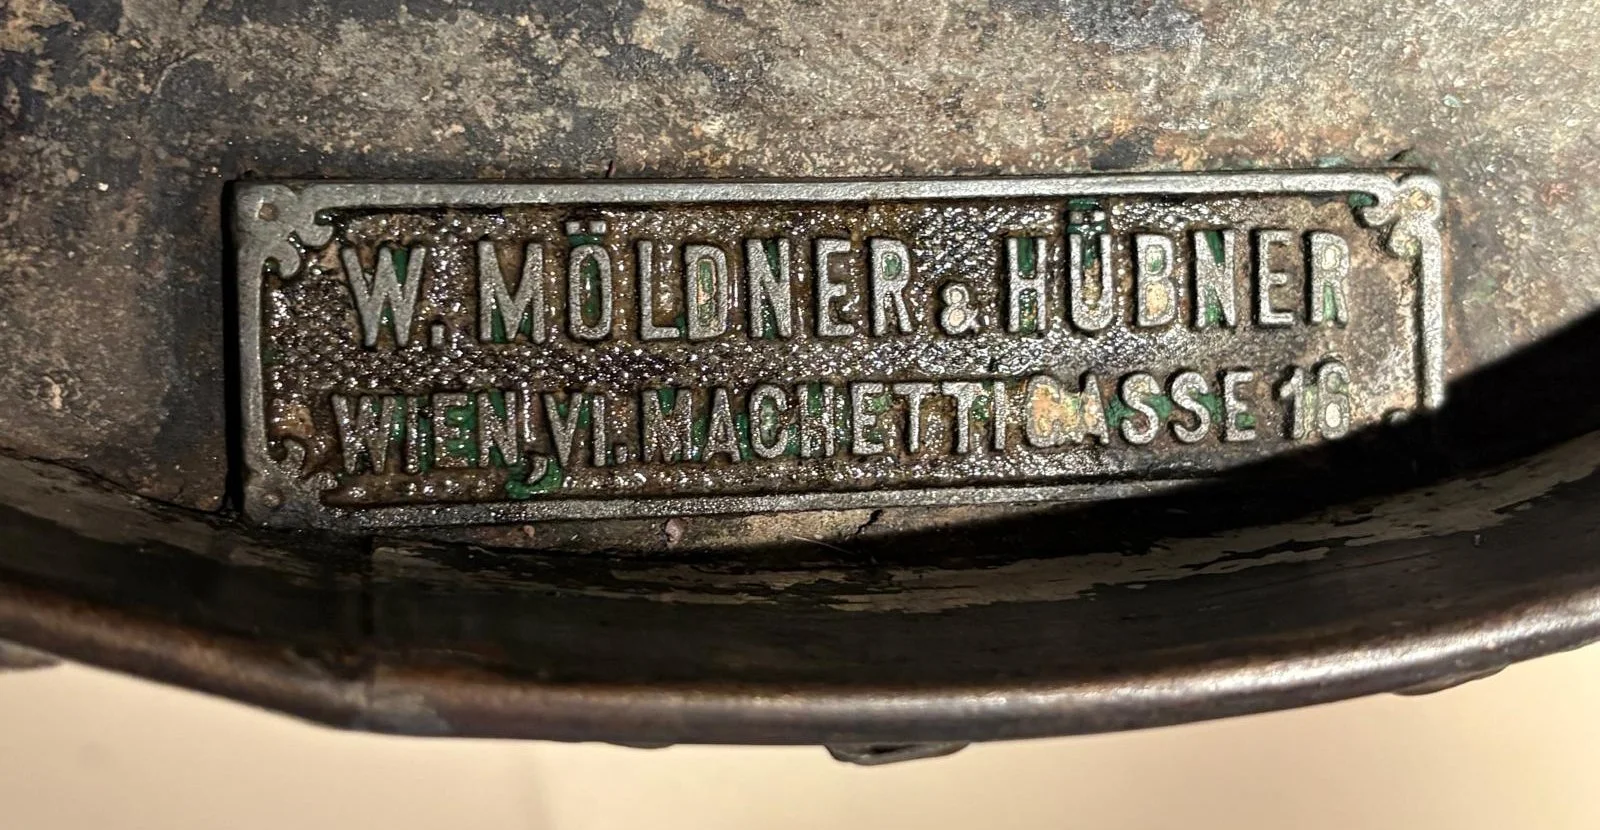 W. MÖLDNER & HÜBNER
WIEN, VI. MACHETTIGASSE 16